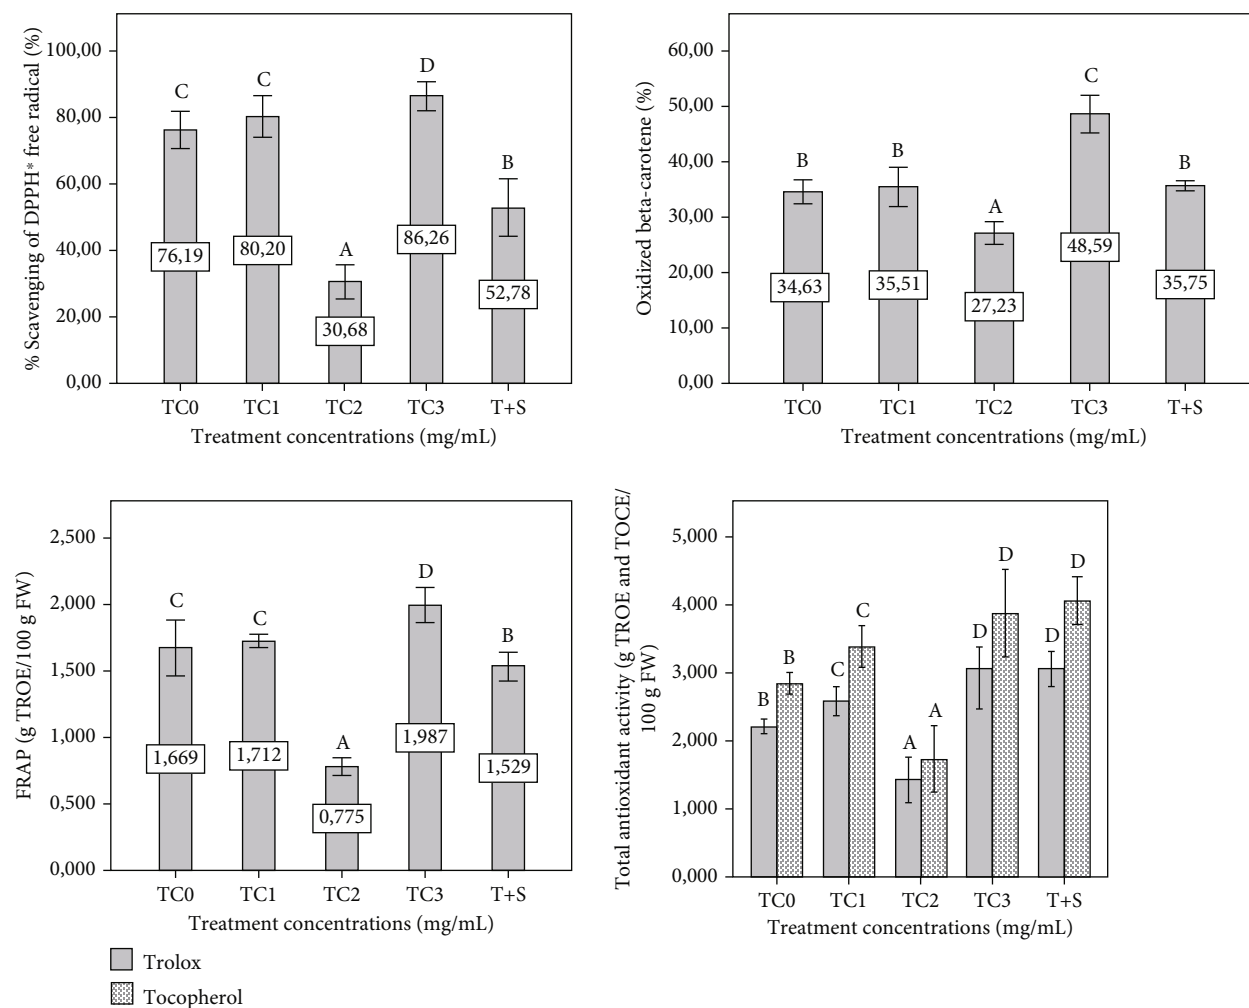 % Scavenging of DPPH* free radical (%)
100,00
80,00
60,00
40,00
20,00
0,00
C
C
A
D
B
76,19
80,20
30,68
86,26
52,78
TC0 TC1 TC2 TC3 T+S
Treatment concentrations (mg/mL)
Oxidized beta-carotene (%)
60,00
50,00
40,00
30,00
20,00
10,00
0,00
B
B
A
C
B
34,63
35,51
27,23
48,59
35,75
TC0 TC1 TC2 TC3 T+S
Treatment concentrations (mg/mL)
FRAP (g TROE/100 g FW)
2,500
2,000
1,500
1,000
0,500
0,000
C
C
A
D
B
1,669
1,712
0,775
1,987
1,529
TC0 TC1 TC2 TC3 T+S
Treatment concentrations (mg/mL)
Total antioxidant activity (g TROE and TOCE/
100 g FW)
5,000
4,000
3,000
2,000
1,000
0,000
B
B
C
C
A
A
D
D
D
D
TC0 TC1 TC2 TC3 T+S
Treatment concentrations (mg/mL)
Trolox
Tocopherol